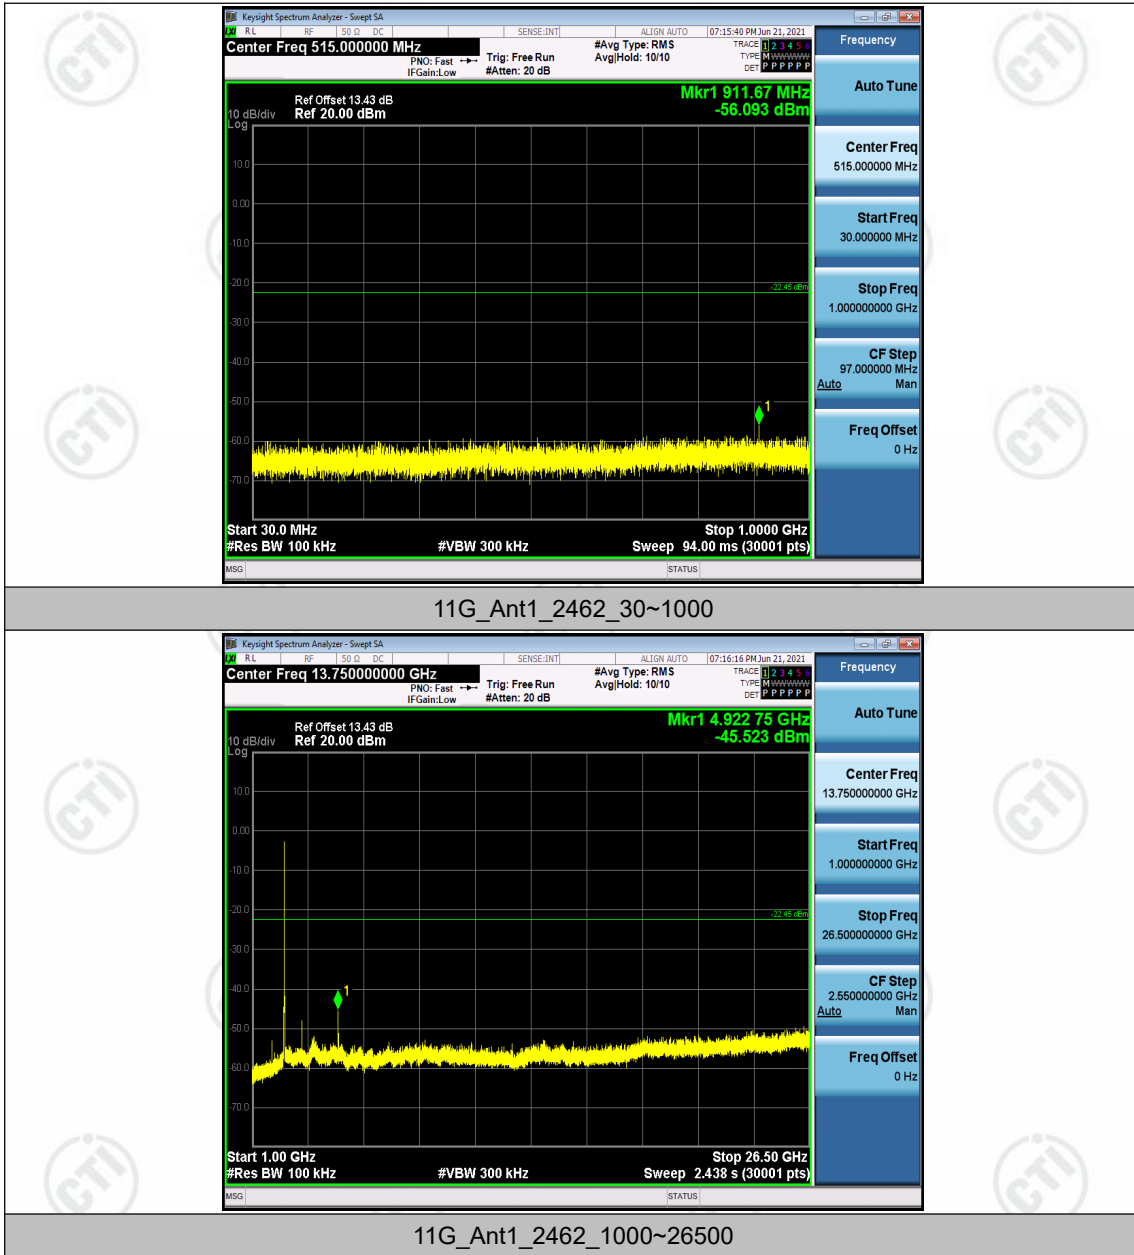 Keysight Spectrum Analyzer - Swept SA
LXI RL RF 50 Ω DC SENSE:INT ALIGN AUTO 07:15:40 PM Jun 21, 2021
Center Freq 515.000000 MHz
PNO: Fast
IFGain:Low
Trig: Free Run
#Atten: 20 dB
#Avg Type: RMS
Avg|Hold: 10/10
TRACE 1 2 3 4 5 6
TYPE M WWWWW
DET P P P P P P
Mkr1 911.67 MHz
-56.093 dBm
Ref Offset 13.43 dB
10 dB/div Ref 20.00 dBm
Log
10.0
0.00
-10.0
-20.0
-22.45 dBm
-30.0
-40.0
-50.0
1
-60.0
-70.0
Start 30.0 MHz Stop 1.0000 GHz
#Res BW 100 kHz #VBW 300 kHz Sweep 94.00 ms (30001 pts)
MSG STATUS
Frequency
Auto Tune
Center Freq
515.000000 MHz
Start Freq
30.000000 MHz
Stop Freq
1.000000000 GHz
CF Step
97.000000 MHz
Auto Man
Freq Offset
0 Hz
11G_Ant1_2462_30~1000
Keysight Spectrum Analyzer - Swept SA
LXI RL RF 50 Ω DC SENSE:INT ALIGN AUTO 07:16:16 PM Jun 21, 2021
Center Freq 13.750000000 GHz
PNO: Fast
IFGain:Low
Trig: Free Run
#Atten: 20 dB
#Avg Type: RMS
Avg|Hold: 10/10
TRACE 1 2 3 4 5 6
TYPE M WWWWW
DET P P P P P P
Mkr1 4.922 75 GHz
-45.523 dBm
Ref Offset 13.43 dB
10 dB/div Ref 20.00 dBm
Log
10.0
0.00
-10.0
-20.0
-22.45 dBm
-30.0
-40.0
1
-50.0
-60.0
-70.0
Start 1.00 GHz Stop 26.50 GHz
#Res BW 100 kHz #VBW 300 kHz Sweep 2.438 s (30001 pts)
MSG STATUS
Frequency
Auto Tune
Center Freq
13.750000000 GHz
Start Freq
1.000000000 GHz
Stop Freq
26.500000000 GHz
CF Step
2.550000000 GHz
Auto Man
Freq Offset
0 Hz
11G_Ant1_2462_1000~26500
CTI
CTI
CTI
CTI
CTI
CTI
CTI
CTI